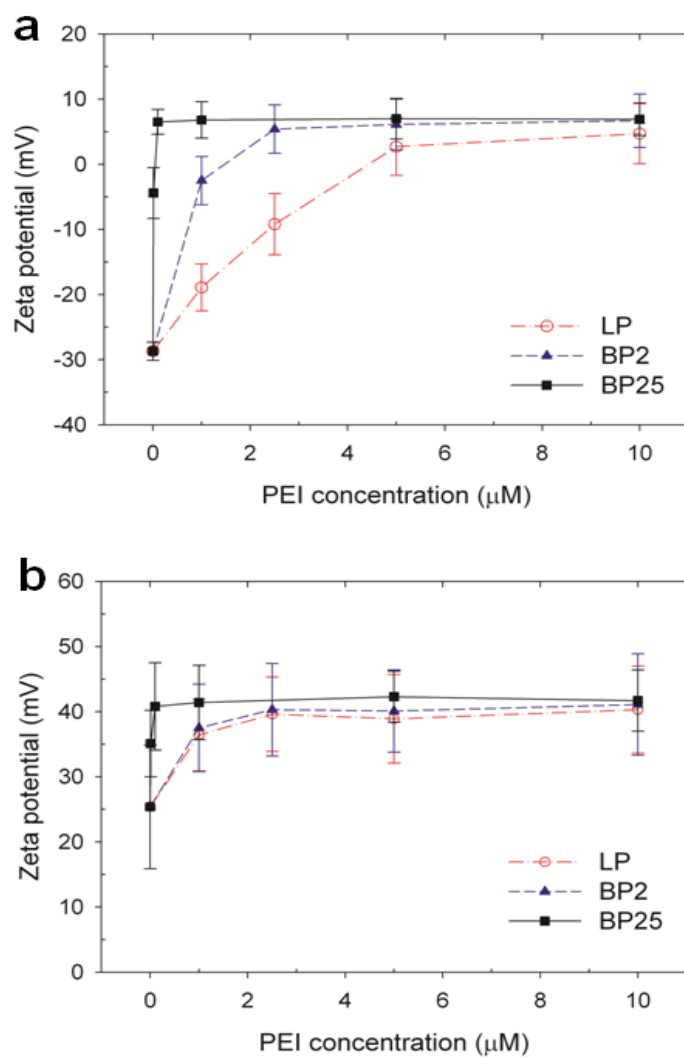 a
20
10
0
-10
-20
-30
-40
Zeta potential (mV)
LP
BP2
BP25
0 2 4 6 8 10
PEI concentration (μM)
b
60
50
40
30
20
10
0
Zeta potential (mV)
LP
BP2
BP25
0 2 4 6 8 10
PEI concentration (μM)